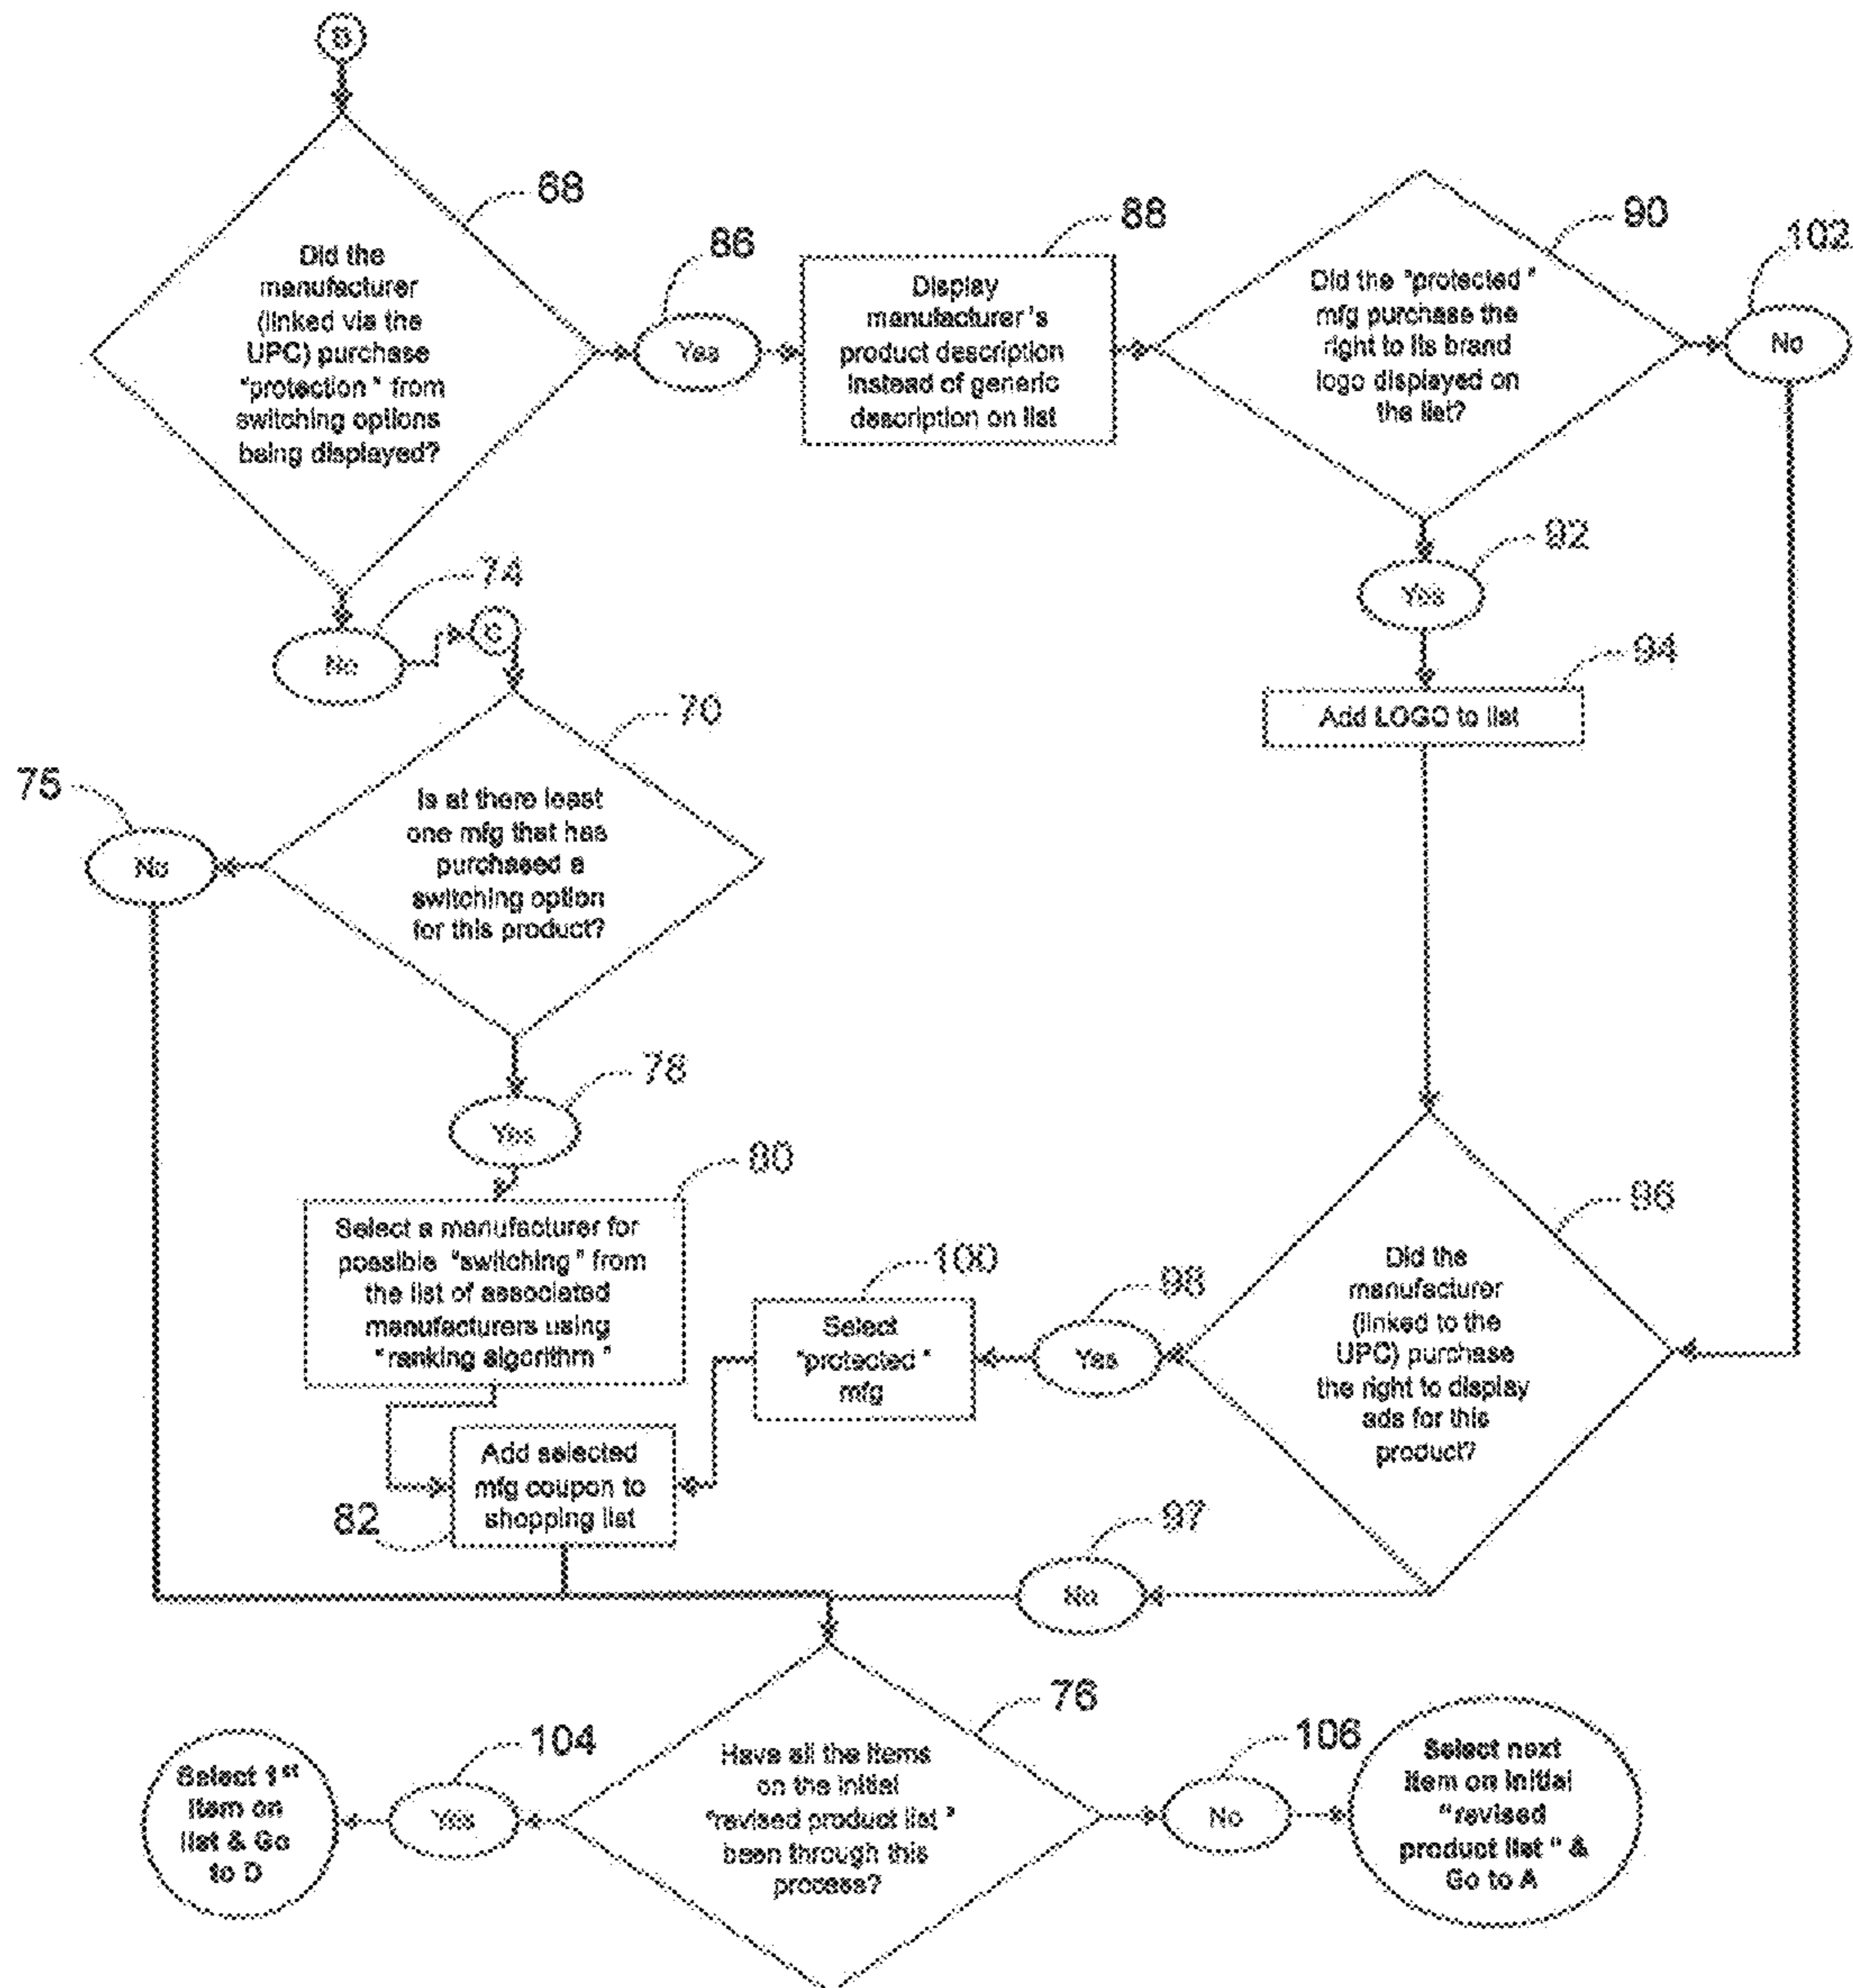 B
68
Did the
manufacturer
(linked via the
UPC) purchase
"protection " from
switching options
being displayed?
86
Yes
88
Display
manufacturer's
product description
instead of generic
description on list
90
Did the "protected "
mfg purchase the
right to its brand
logo displayed on
the list?
102
No
92
Yes
94
Add LOGO to list
74
No
C
70
Is at there least
one mfg that has
purchased a
switching option
for this product?
75
No
78
Yes
80
Select a manufacturer for
possible "switching " from
the list of associated
manufacturers using
"ranking algorithm "
96
Did the
manufacturer
(linked to the
UPC) purchase
the right to display
ads for this
product?
98
Yes
100
Select
"protected "
mfg
82
Add selected
mfg coupon to
shopping list
97
No
76
Have all the items
on the initial
"revised product list "
been through this
process?
104
Yes
Select 1st
item on
list & Go
to D
106
No
Select next
item on initial
"revised
product list " &
Go to A